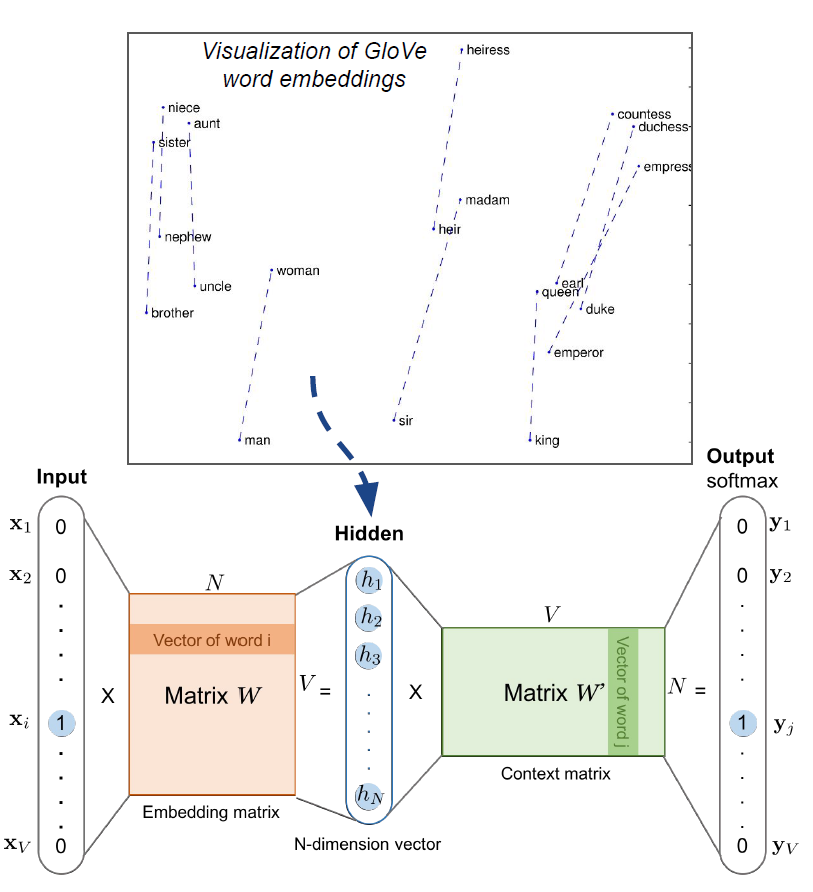 Visualization of GloVe
word embeddings
heiress
niece
aunt
sister
countess
duchess
empress
madam
heir
nephew
woman
uncle
brother
earl
queen
duke
emperor
sir
man
king
Input
Output
softmax
Hidden
x₁ 0
x₂ 0
xᵢ 1
x_V 0
X
N
Vector of word i
Matrix W
V =
Embedding matrix
h₁
h₂
h₃
h_N
N-dimension vector
X
V
Matrix W’
Vector of word j
N =
Context matrix
0 y₁
0 y₂
1 yⱼ
0 y_V